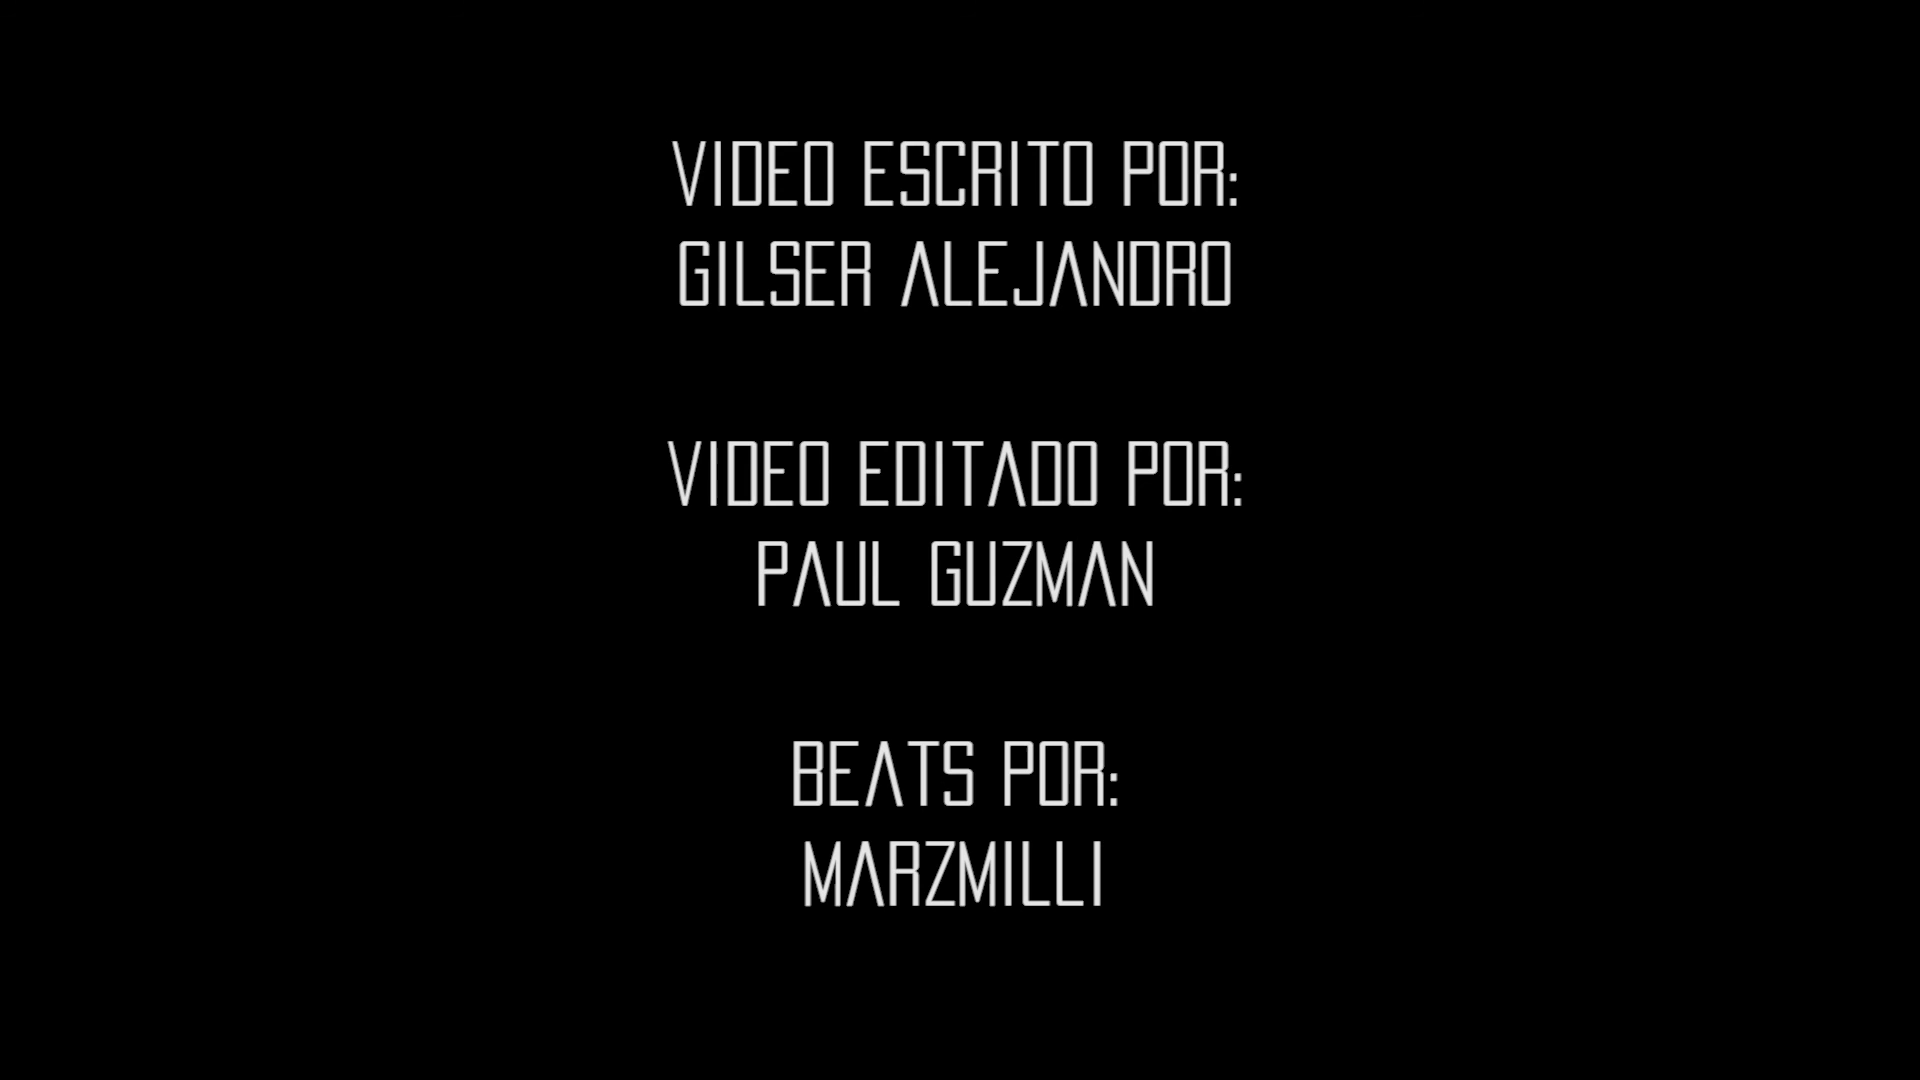 VIDEO ESCRITO POR:
GILSER ALEJANDRO
VIDEO EDITADO POR:
PAUL GUZMAN
BEATS POR:
MARZMILLI